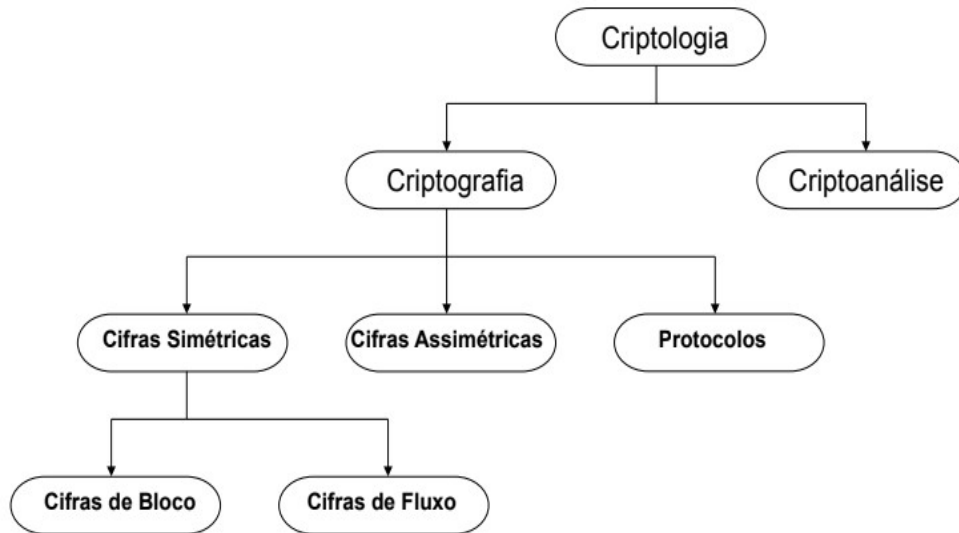 Criptologia
Criptografia
Criptoanálise
Cifras Simétricas
Cifras Assimétricas
Protocolos
Cifras de Bloco
Cifras de Fluxo